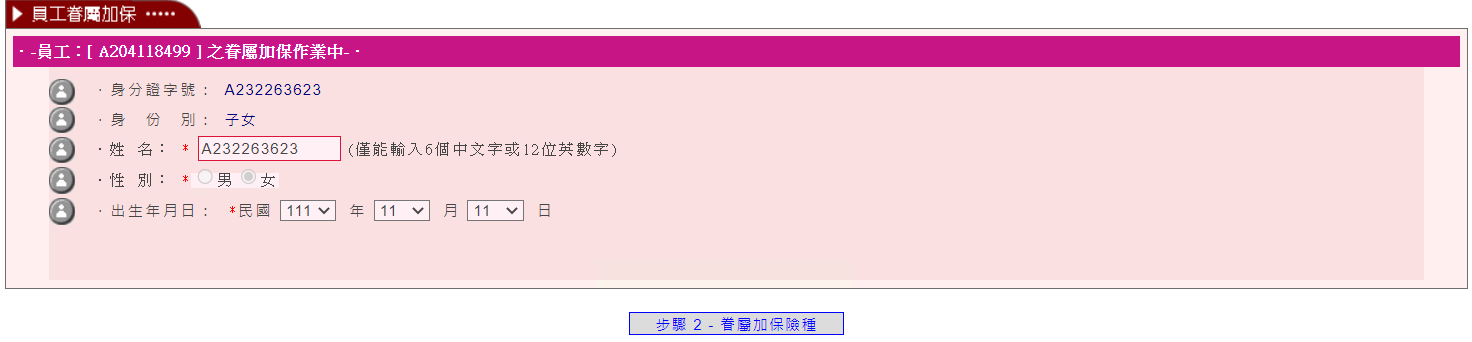 員工眷屬加保 ‧‧‧‧‧
‧-員工：[ A204118499 ] 之眷屬加保作業中-‧
‧身分證字號： A232263623
‧身 份 別： 子女
‧姓 名： * A232263623 (僅能輸入6個中文字或12位英數字)
‧性 別： * 男 女
‧出生年月日： *民國 111 年 11 月 11 日
步驟 2 - 眷屬加保險種